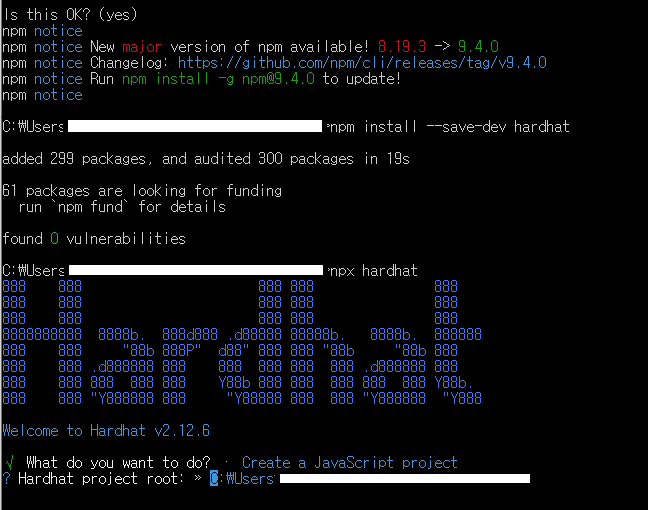 Is this OK? (yes)
npm notice
npm notice New major version of npm available! 8.19.3 -> 9.4.0
npm notice Changelog: https://github.com/npm/cli/releases/tag/v9.4.0
npm notice Run npm install -g npm@9.4.0 to update!
npm notice
C:₩Users npm install --save-dev hardhat
added 299 packages, and audited 300 packages in 19s
61 packages are looking for funding
run `npm fund` for details
found 0 vulnerabilities
C:₩Users npx hardhat
888    888                      888 888               888
888    888                      888 888               888
888    888                      888 888               888
8888888888  8888b.  888d888 .d88888 88888b.   8888b.  888888
888    888     "88b 888P"  d88" 888 888 "88b     "88b 888
888    888 .d888888 888    888  888 888  888 .d888888 888
888    888 888  888 888    Y88b 888 888  888 888  888 Y88b.
888    888 "Y888888 888     "Y88888 888  888 "Y888888  "Y888
Welcome to Hardhat v2.12.6
√ What do you want to do? · Create a JavaScript project
? Hardhat project root: » C:₩Users